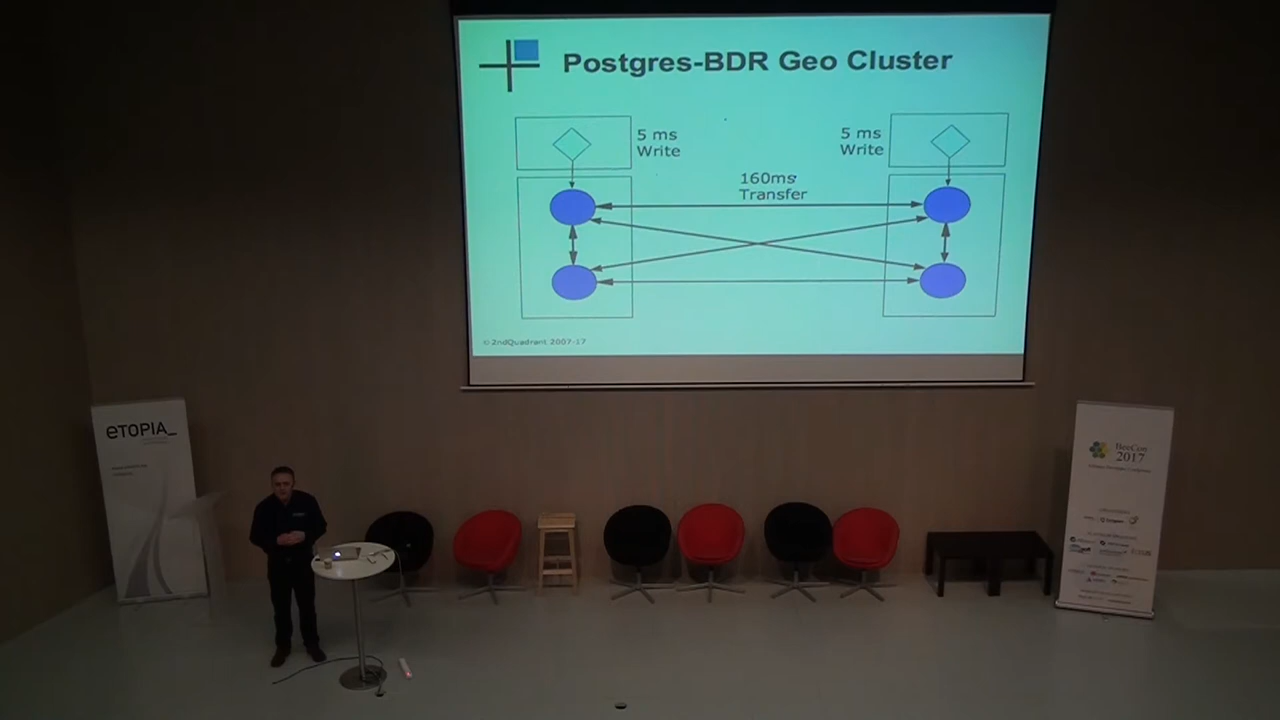 Postgres-BDR Geo Cluster
5 ms
Write
5 ms
Write
160ms
Transfer
© 2ndQuadrant 2007-17
eTOPIA_
BeeCon
2017